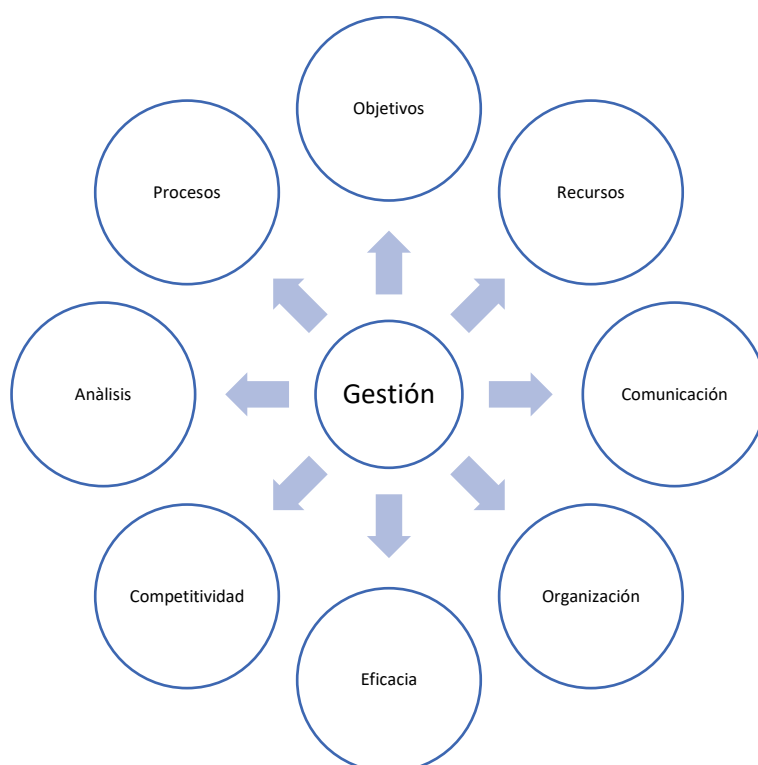 Objetivos
Procesos
Recursos
Anàlisis
Gestión
Comunicación
Competitividad
Organización
Eficacia